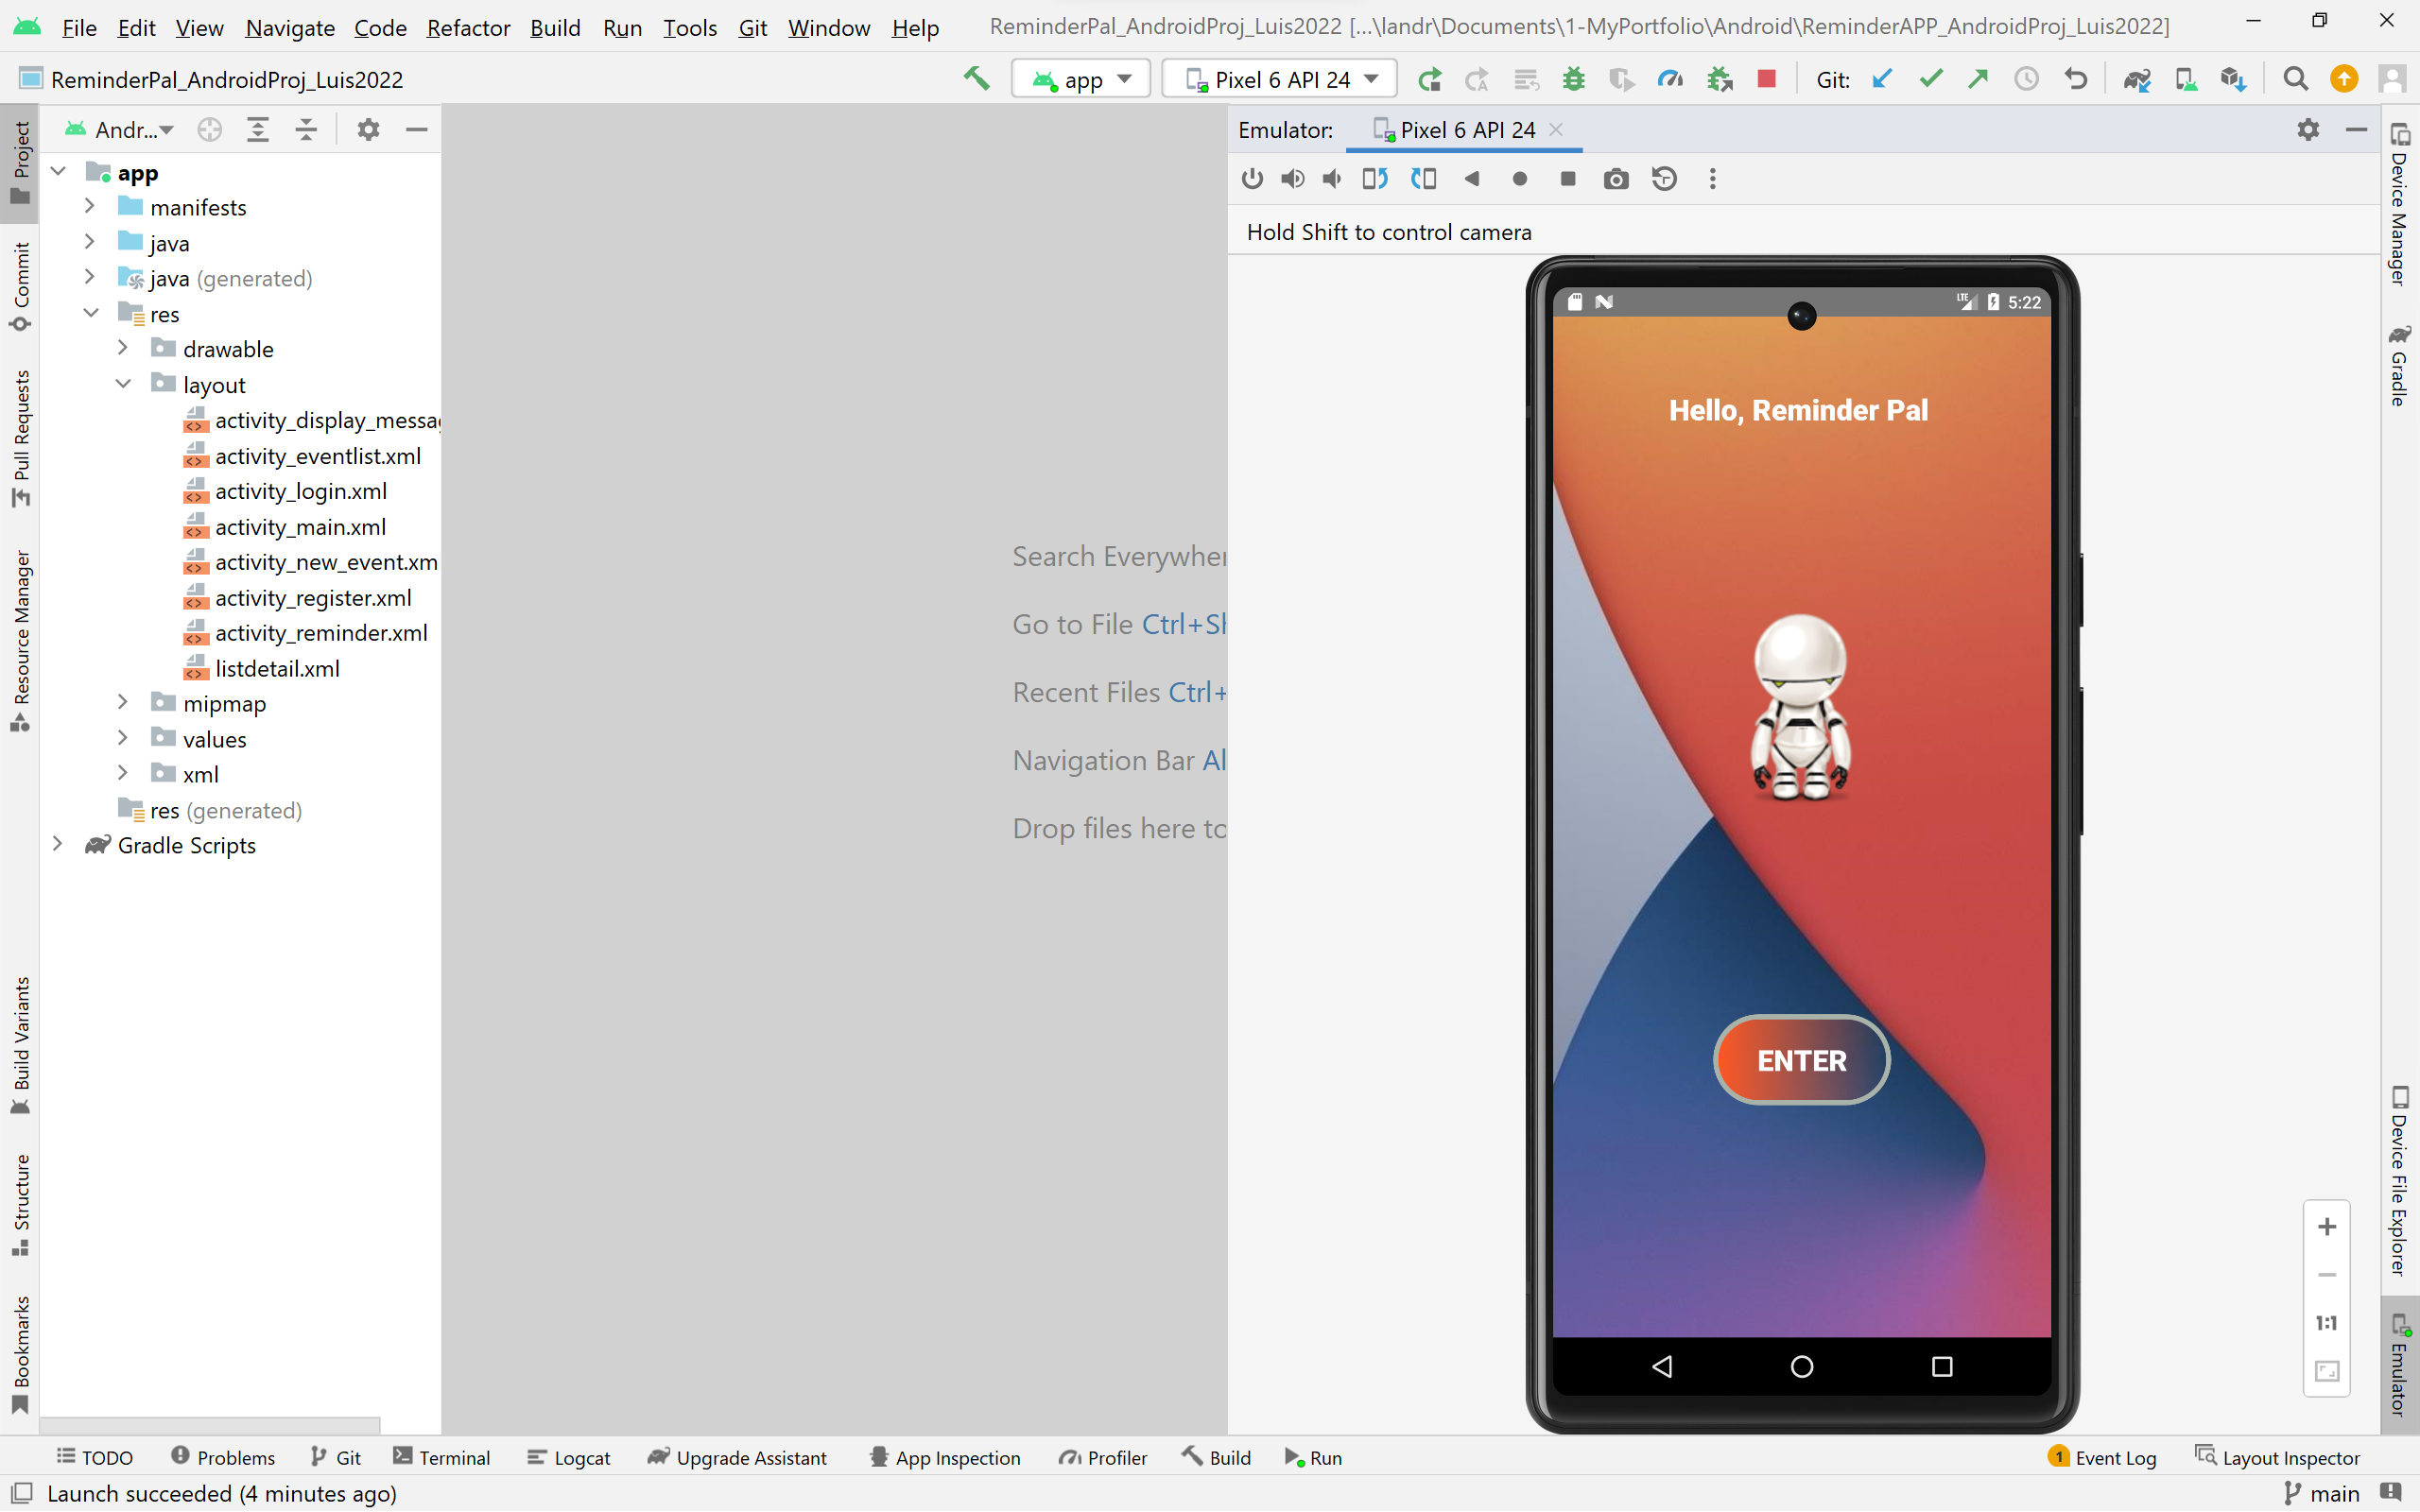 File Edit View Navigate Code Refactor Build Run Tools Git Window Help ReminderPal_AndroidProj_Luis2022 [...\landr\Documents\1-MyPortfolio\Android\ReminderAPP_AndroidProj_Luis2022]
ReminderPal_AndroidProj_Luis2022 app Pixel 6 API 24 Git:
Project
Commit
Pull Requests
Resource Manager
Build Variants
Structure
Bookmarks
Andr...
app
manifests
java
java (generated)
res
drawable
layout
activity_display_messa
activity_eventlist.xml
activity_login.xml
activity_main.xml
activity_new_event.xm
activity_register.xml
activity_reminder.xml
listdetail.xml
mipmap
values
xml
res (generated)
Gradle Scripts
Search Everywher
Go to File Ctrl+Sh
Recent Files Ctrl+
Navigation Bar Al
Drop files here to
Emulator: Pixel 6 API 24
Hold Shift to control camera
LTE 5:22
Hello, Reminder Pal
ENTER
1:1
Device Manager
Gradle
Device File Explorer
Emulator
TODO Problems Git Terminal Logcat Upgrade Assistant App Inspection Profiler Build Run 1 Event Log Layout Inspector
Launch succeeded (4 minutes ago) main